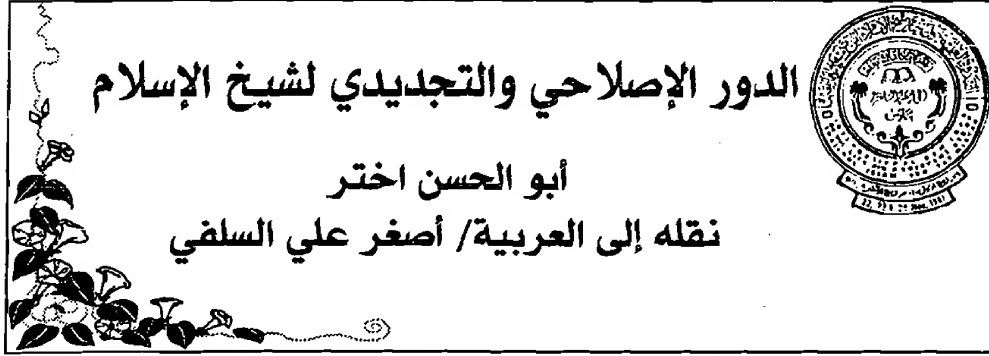 الدور الإصلاحي والتجديدي لشيخ الإسلام
أبو الحسن اختر
نقله إلى العربية/ أصغر علي السلفي